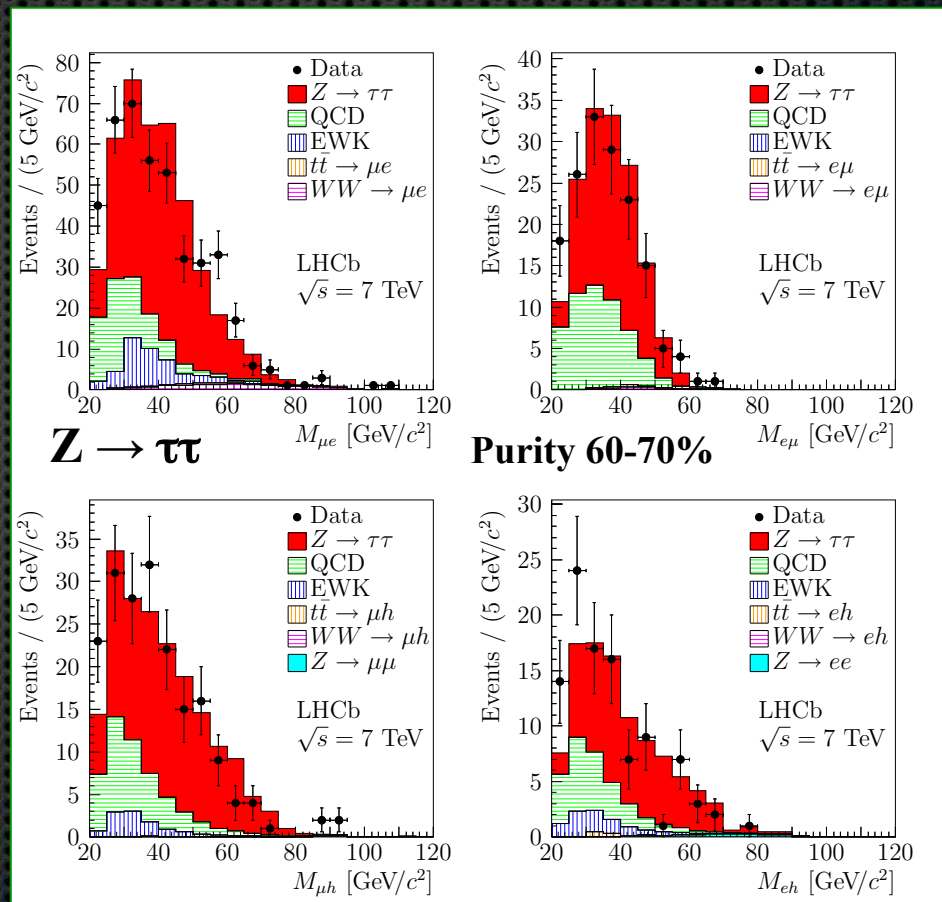 Events / (5 GeV/c²)
80
70
60
50
40
30
20
10
0
Data
Z → ττ
QCD
EWK
tt̄ → μe
WW → μe
LHCb
√s = 7 TeV
20 40 60 80 100 120
M_μe [GeV/c²]
Events / (5 GeV/c²)
40
35
30
25
20
15
10
5
0
Data
Z → ττ
QCD
EWK
tt̄ → eμ
WW → eμ
LHCb
√s = 7 TeV
20 40 60 80 100 120
M_eμ [GeV/c²]
Z → ττ
Purity 60-70%
Events / (5 GeV/c²)
35
30
25
20
15
10
5
0
Data
Z → ττ
QCD
EWK
tt̄ → μh
WW → μh
Z → μμ
LHCb
√s = 7 TeV
20 40 60 80 100 120
M_μh [GeV/c²]
Events / (5 GeV/c²)
30
25
20
15
10
5
0
Data
Z → ττ
QCD
EWK
tt̄ → eh
WW → eh
Z → ee
LHCb
√s = 7 TeV
20 40 60 80 100 120
M_eh [GeV/c²]